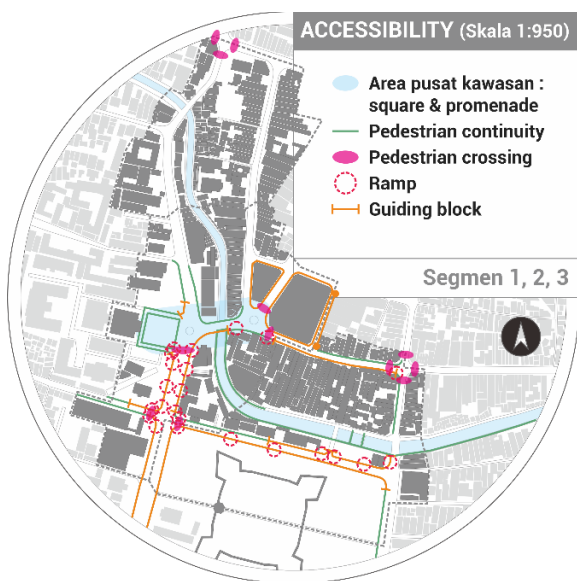 ACCESSIBILITY (Skala 1:950)
Area pusat kawasan :
square & promenade
Pedestrian continuity
Pedestrian crossing
Ramp
Guiding block
Segmen 1, 2, 3